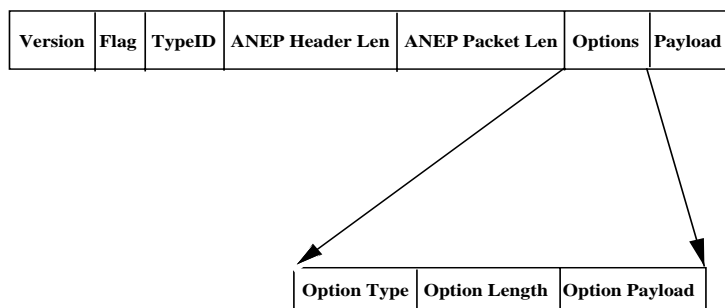 Version Flag TypeID ANEP Header Len ANEP Packet Len Options Payload
Option Type Option Length Option Payload